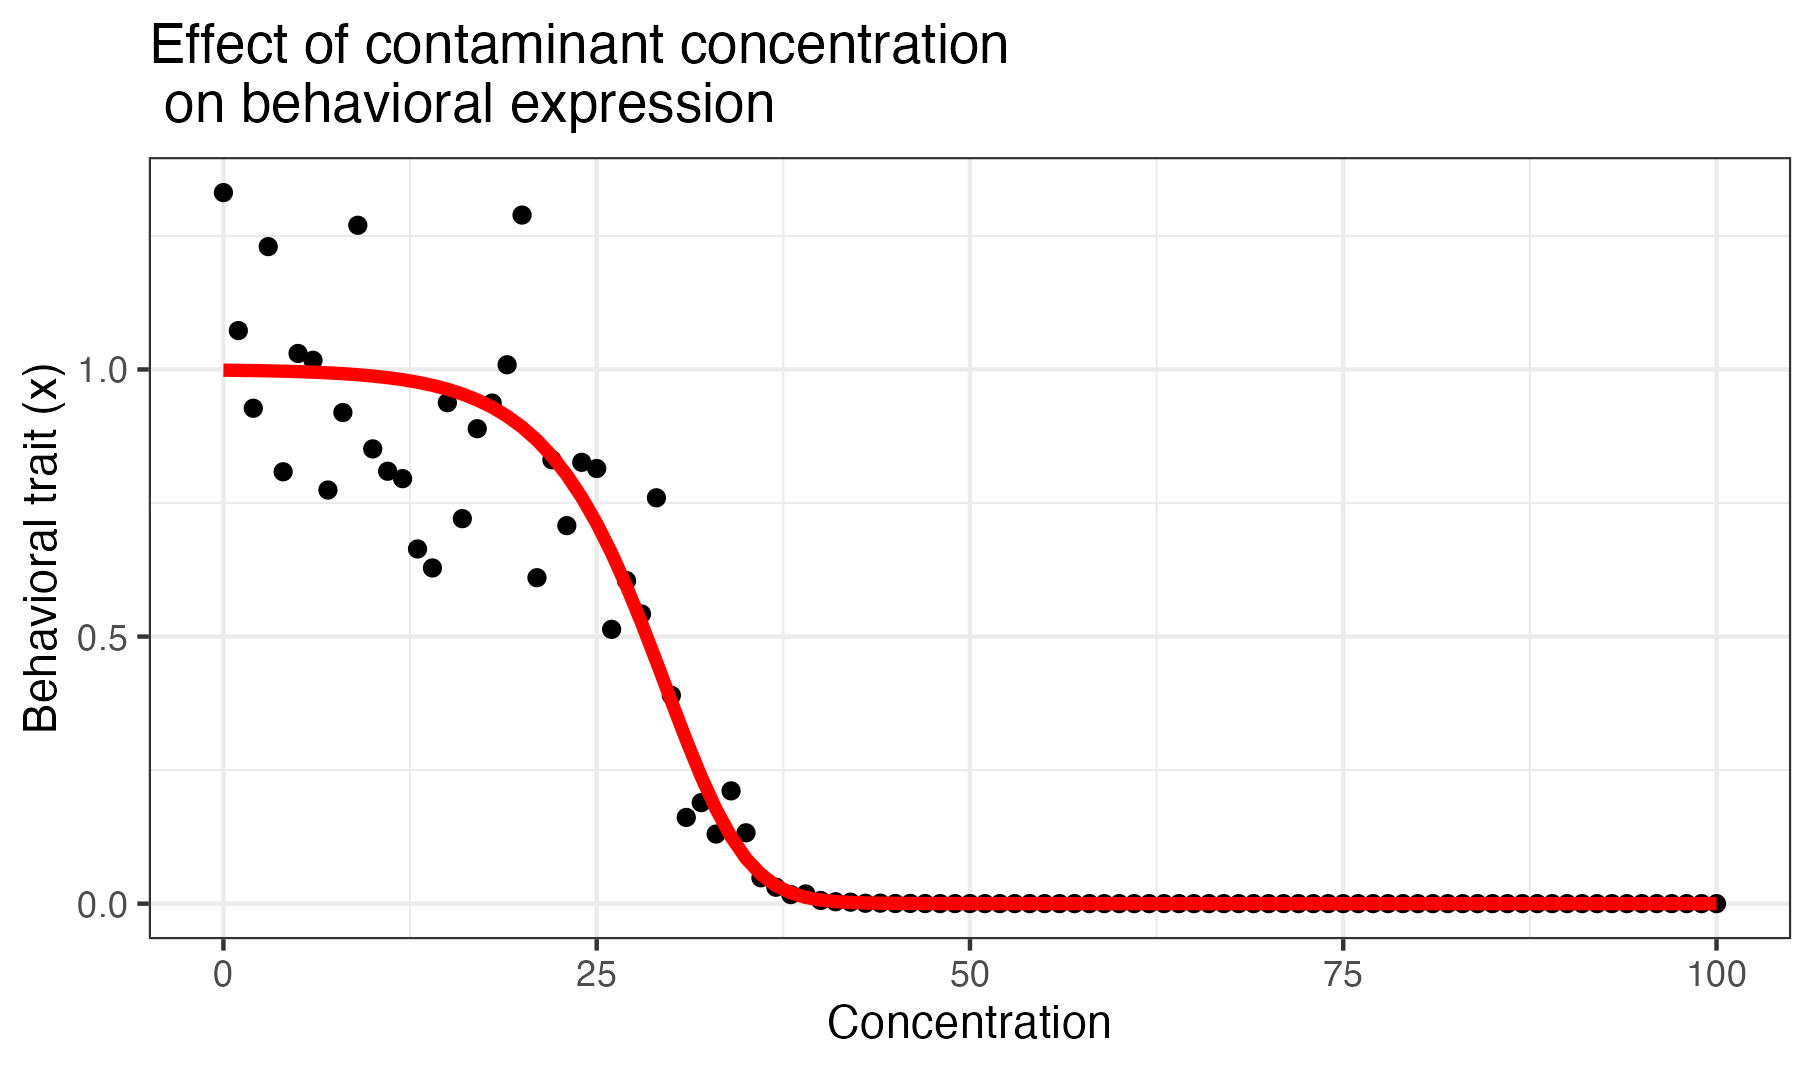 Effect of contaminant concentration
on behavioral expression
Behavioral trait (x)
1.0
0.5
0.0
0 25 50 75 100
Concentration